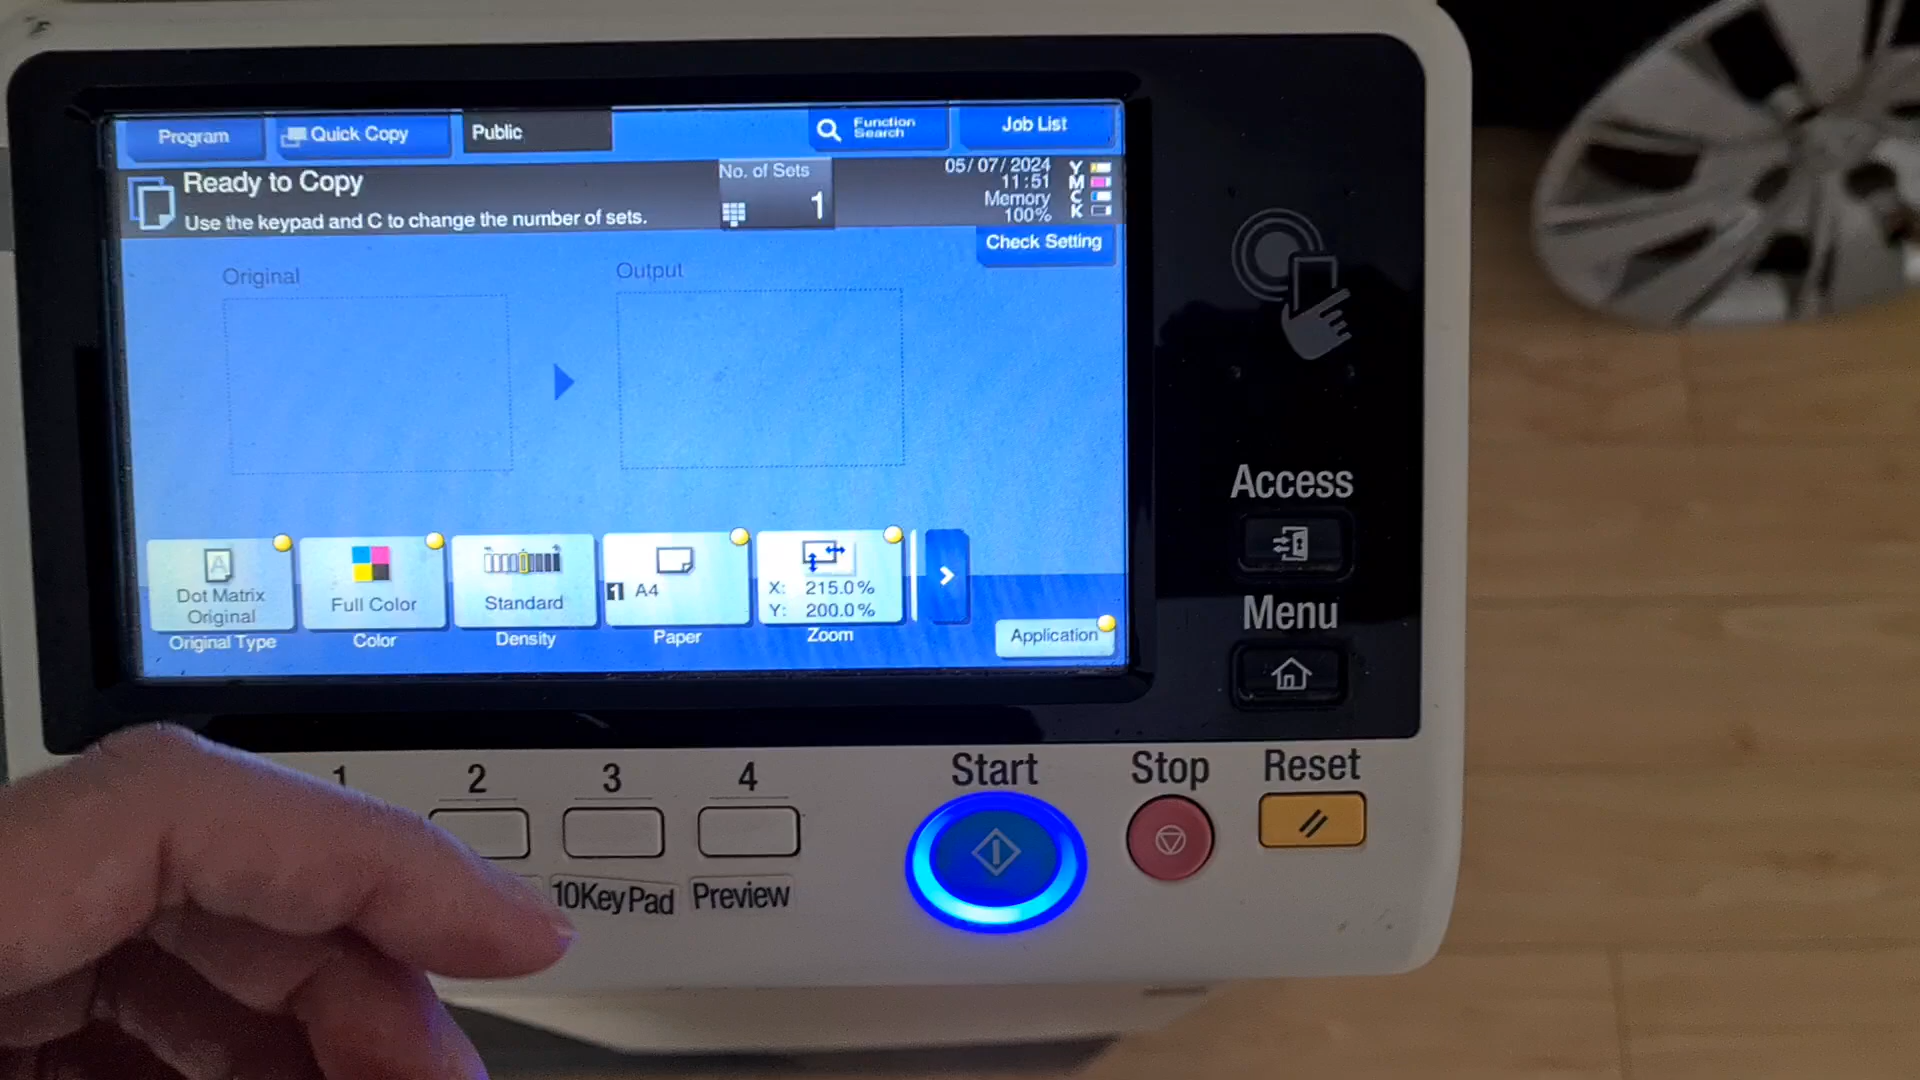 Program
Quick Copy
Public
Function
Search
Job List
Ready to Copy
Use the keypad and C to change the number of sets.
No. of Sets
1
05/07/2024
11:51
Memory
100%
Y
M
C
K
Check Setting
Original
Output
A
Dot Matrix
Original
Original Type
Full Color
Color
Standard
Density
1 A4
Paper
X: 215.0%
Y: 200.0%
Zoom
Application
Access
Menu
1
2
3
4
10KeyPad
Preview
Start
Stop
Reset